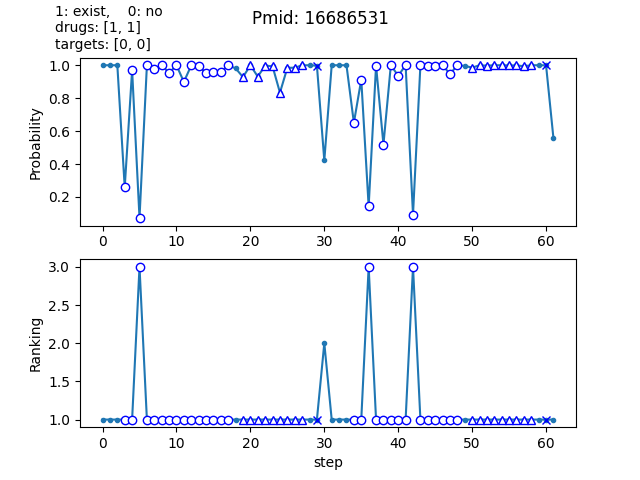 1: exist,    0: no
drugs: [1, 1]
targets: [0, 0]
Pmid: 16686531
1.0
0.8
0.6
0.4
0.2
Probability
0 10 20 30 40 50 60
3.0
2.5
2.0
1.5
1.0
Ranking
0 10 20 30 40 50 60
step